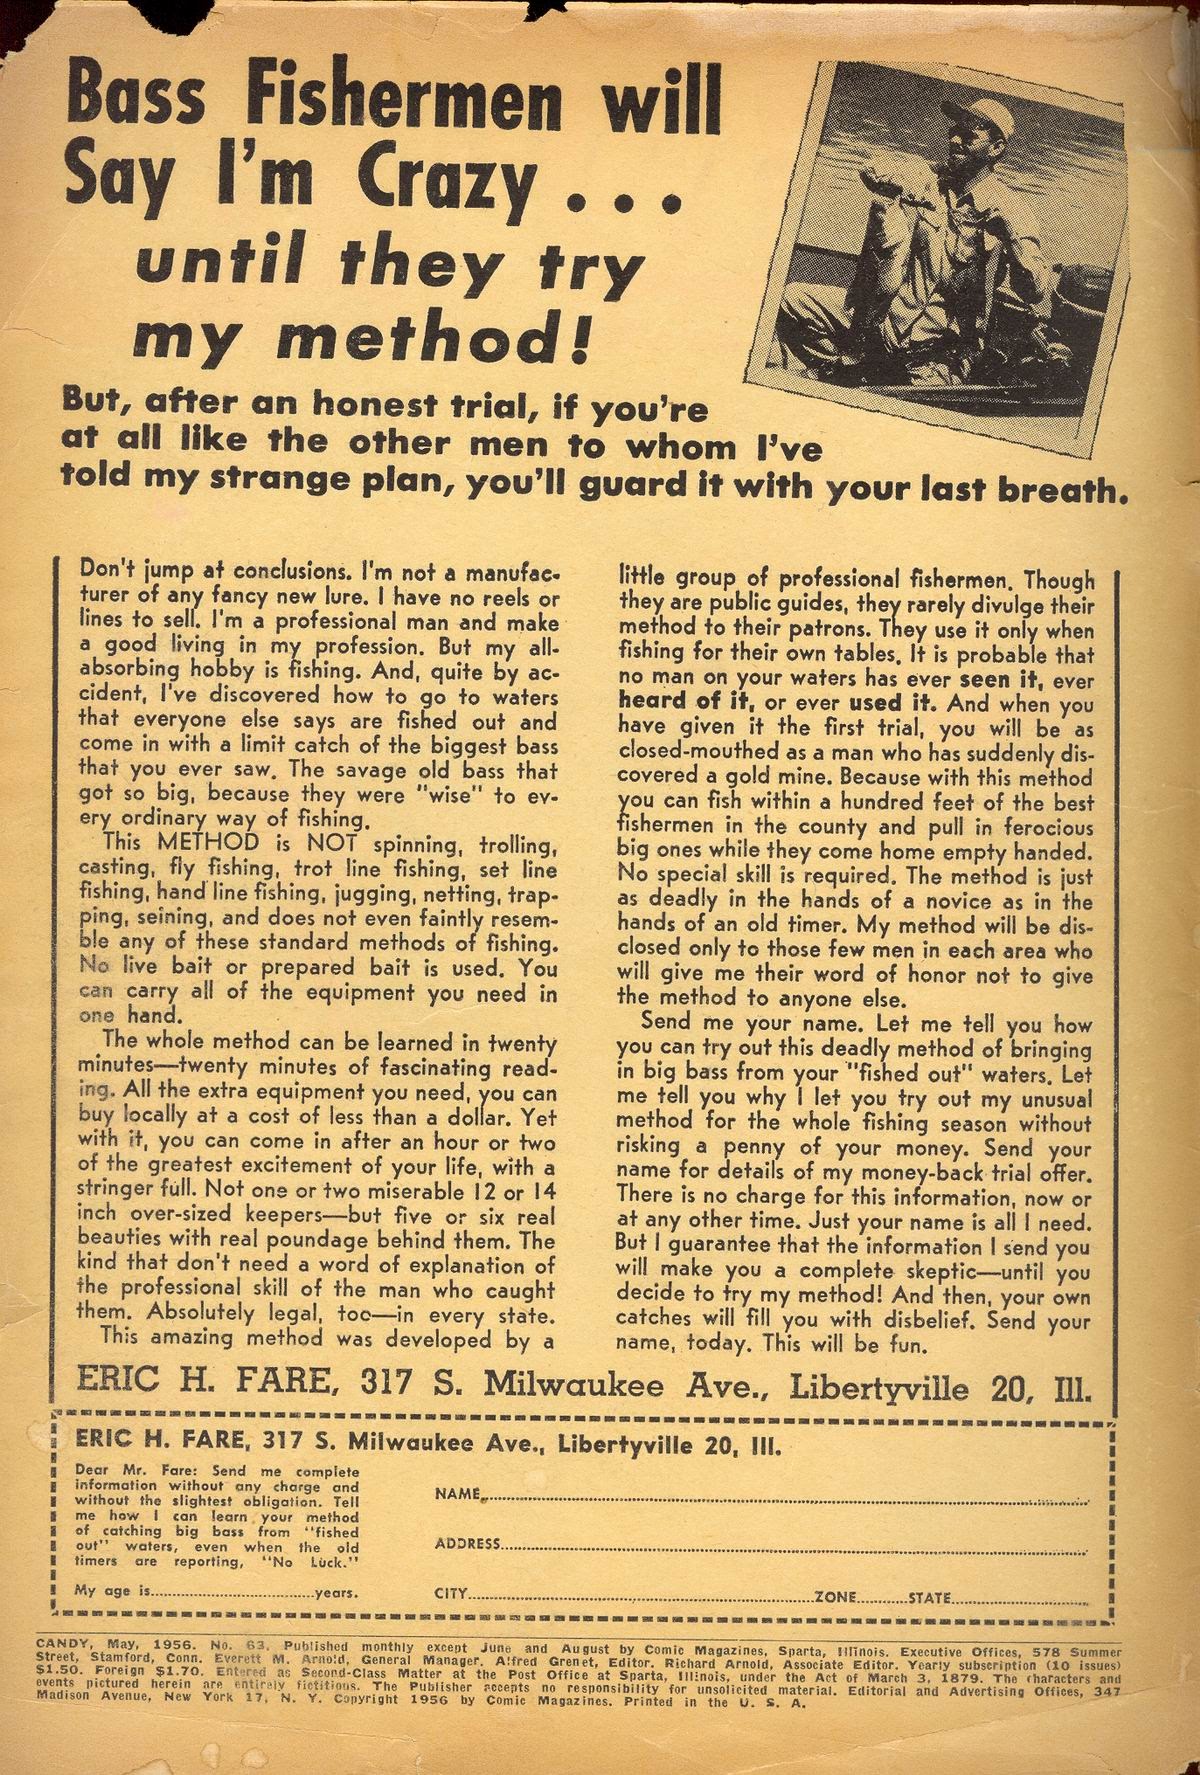 Bass Fishermen will
Say I'm Crazy . . .
until they try
my method!
But, after an honest trial, if you're
at all like the other men to whom I've
told my strange plan, you'll guard it with your last breath.
Don't jump at conclusions. I'm not a manufac-
turer of any fancy new lure. I have no reels or
lines to sell. I'm a professional man and make
a good living in my profession. But my all-
absorbing hobby is fishing. And, quite by ac-
cident, I've discovered how to go to waters
that everyone else says are fished out and
come in with a limit catch of the biggest bass
that you ever saw. The savage old bass that
got so big, because they were "wise" to ev-
ery ordinary way of fishing.
This METHOD is NOT spinning, trolling,
casting, fly fishing, trot line fishing, set line
fishing, hand line fishing, jugging, netting, trap-
ping, seining, and does not even faintly resem-
ble any of these standard methods of fishing.
No live bait or prepared bait is used. You
can carry all of the equipment you need in
one hand.
The whole method can be learned in twenty
minutes—twenty minutes of fascinating read-
ing. All the extra equipment you need, you can
buy locally at a cost of less than a dollar. Yet
with it, you can come in after an hour or two
of the greatest excitement of your life, with a
stringer full. Not one or two miserable 12 or 14
inch over-sized keepers—but five or six real
beauties with real poundage behind them. The
kind that don't need a word of explanation of
the professional skill of the man who caught
them. Absolutely legal, too—in every state.
This amazing method was developed by a
little group of professional fishermen. Though
they are public guides, they rarely divulge their
method to their patrons. They use it only when
fishing for their own tables. It is probable that
no man on your waters has ever seen it, ever
heard of it, or ever used it. And when you
have given it the first trial, you will be as
closed-mouthed as a man who has suddenly dis-
covered a gold mine. Because with this method
you can fish within a hundred feet of the best
fishermen in the county and pull in ferocious
big ones while they come home empty handed.
No special skill is required. The method is just
as deadly in the hands of a novice as in the
hands of an old timer. My method will be dis-
closed only to those few men in each area who
will give me their word of honor not to give
the method to anyone else.
Send me your name. Let me tell you how
you can try out this deadly method of bringing
in big bass from your "fished out" waters. Let
me tell you why I let you try out my unusual
method for the whole fishing season without
risking a penny of your money. Send your
name for details of my money-back trial offer.
There is no charge for this information, now or
at any other time. Just your name is all I need.
But I guarantee that the information I send you
will make you a complete skeptic—until you
decide to try my method! And then, your own
catches will fill you with disbelief. Send your
name, today. This will be fun.
ERIC H. FARE, 317 S. Milwaukee Ave., Libertyville 20, Ill.
ERIC H. FARE, 317 S. Milwaukee Ave., Libertyville 20, Ill.
Dear Mr. Fare: Send me complete
information without any charge and
without the slightest obligation. Tell
me how I can learn your method
of catching big bass from "fished
out" waters, even when the old
timers are reporting, "No Luck."
My age is..............................years.
NAME
ADDRESS
CITY..............................ZONE..........STATE
CANDY, May, 1956. No. 63. Published monthly except June and August by Comic Magazines, Sparta, Illinois. Executive Offices, 578 Summer
Street, Stamford, Conn. Everett M. Arnold, General Manager. Alfred Grenet, Editor. Richard Arnold, Associate Editor. Yearly subscription (10 issues)
$1.50. Foreign $1.70. Entered as Second-Class Matter at the Post Office at Sparta, Illinois, under the Act of March 3, 1879. The characters and
events pictured herein are entirely fictitious. The Publisher accepts no responsibility for unsolicited material. Editorial and Advertising Offices, 347
Madison Avenue, New York 17, N. Y. Copyright 1956 by Comic Magazines. Printed in the U. S. A.